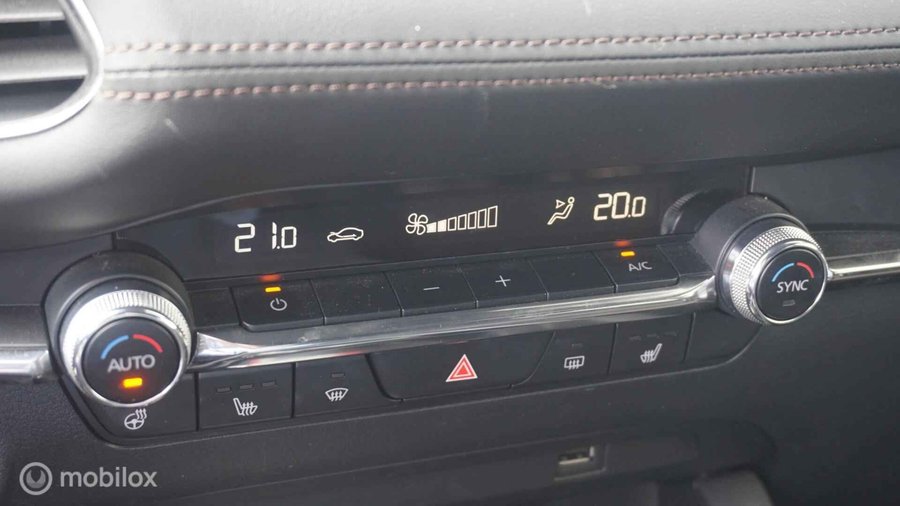 21.0 20.0
− + A/C
AUTO SYNC
mobilox